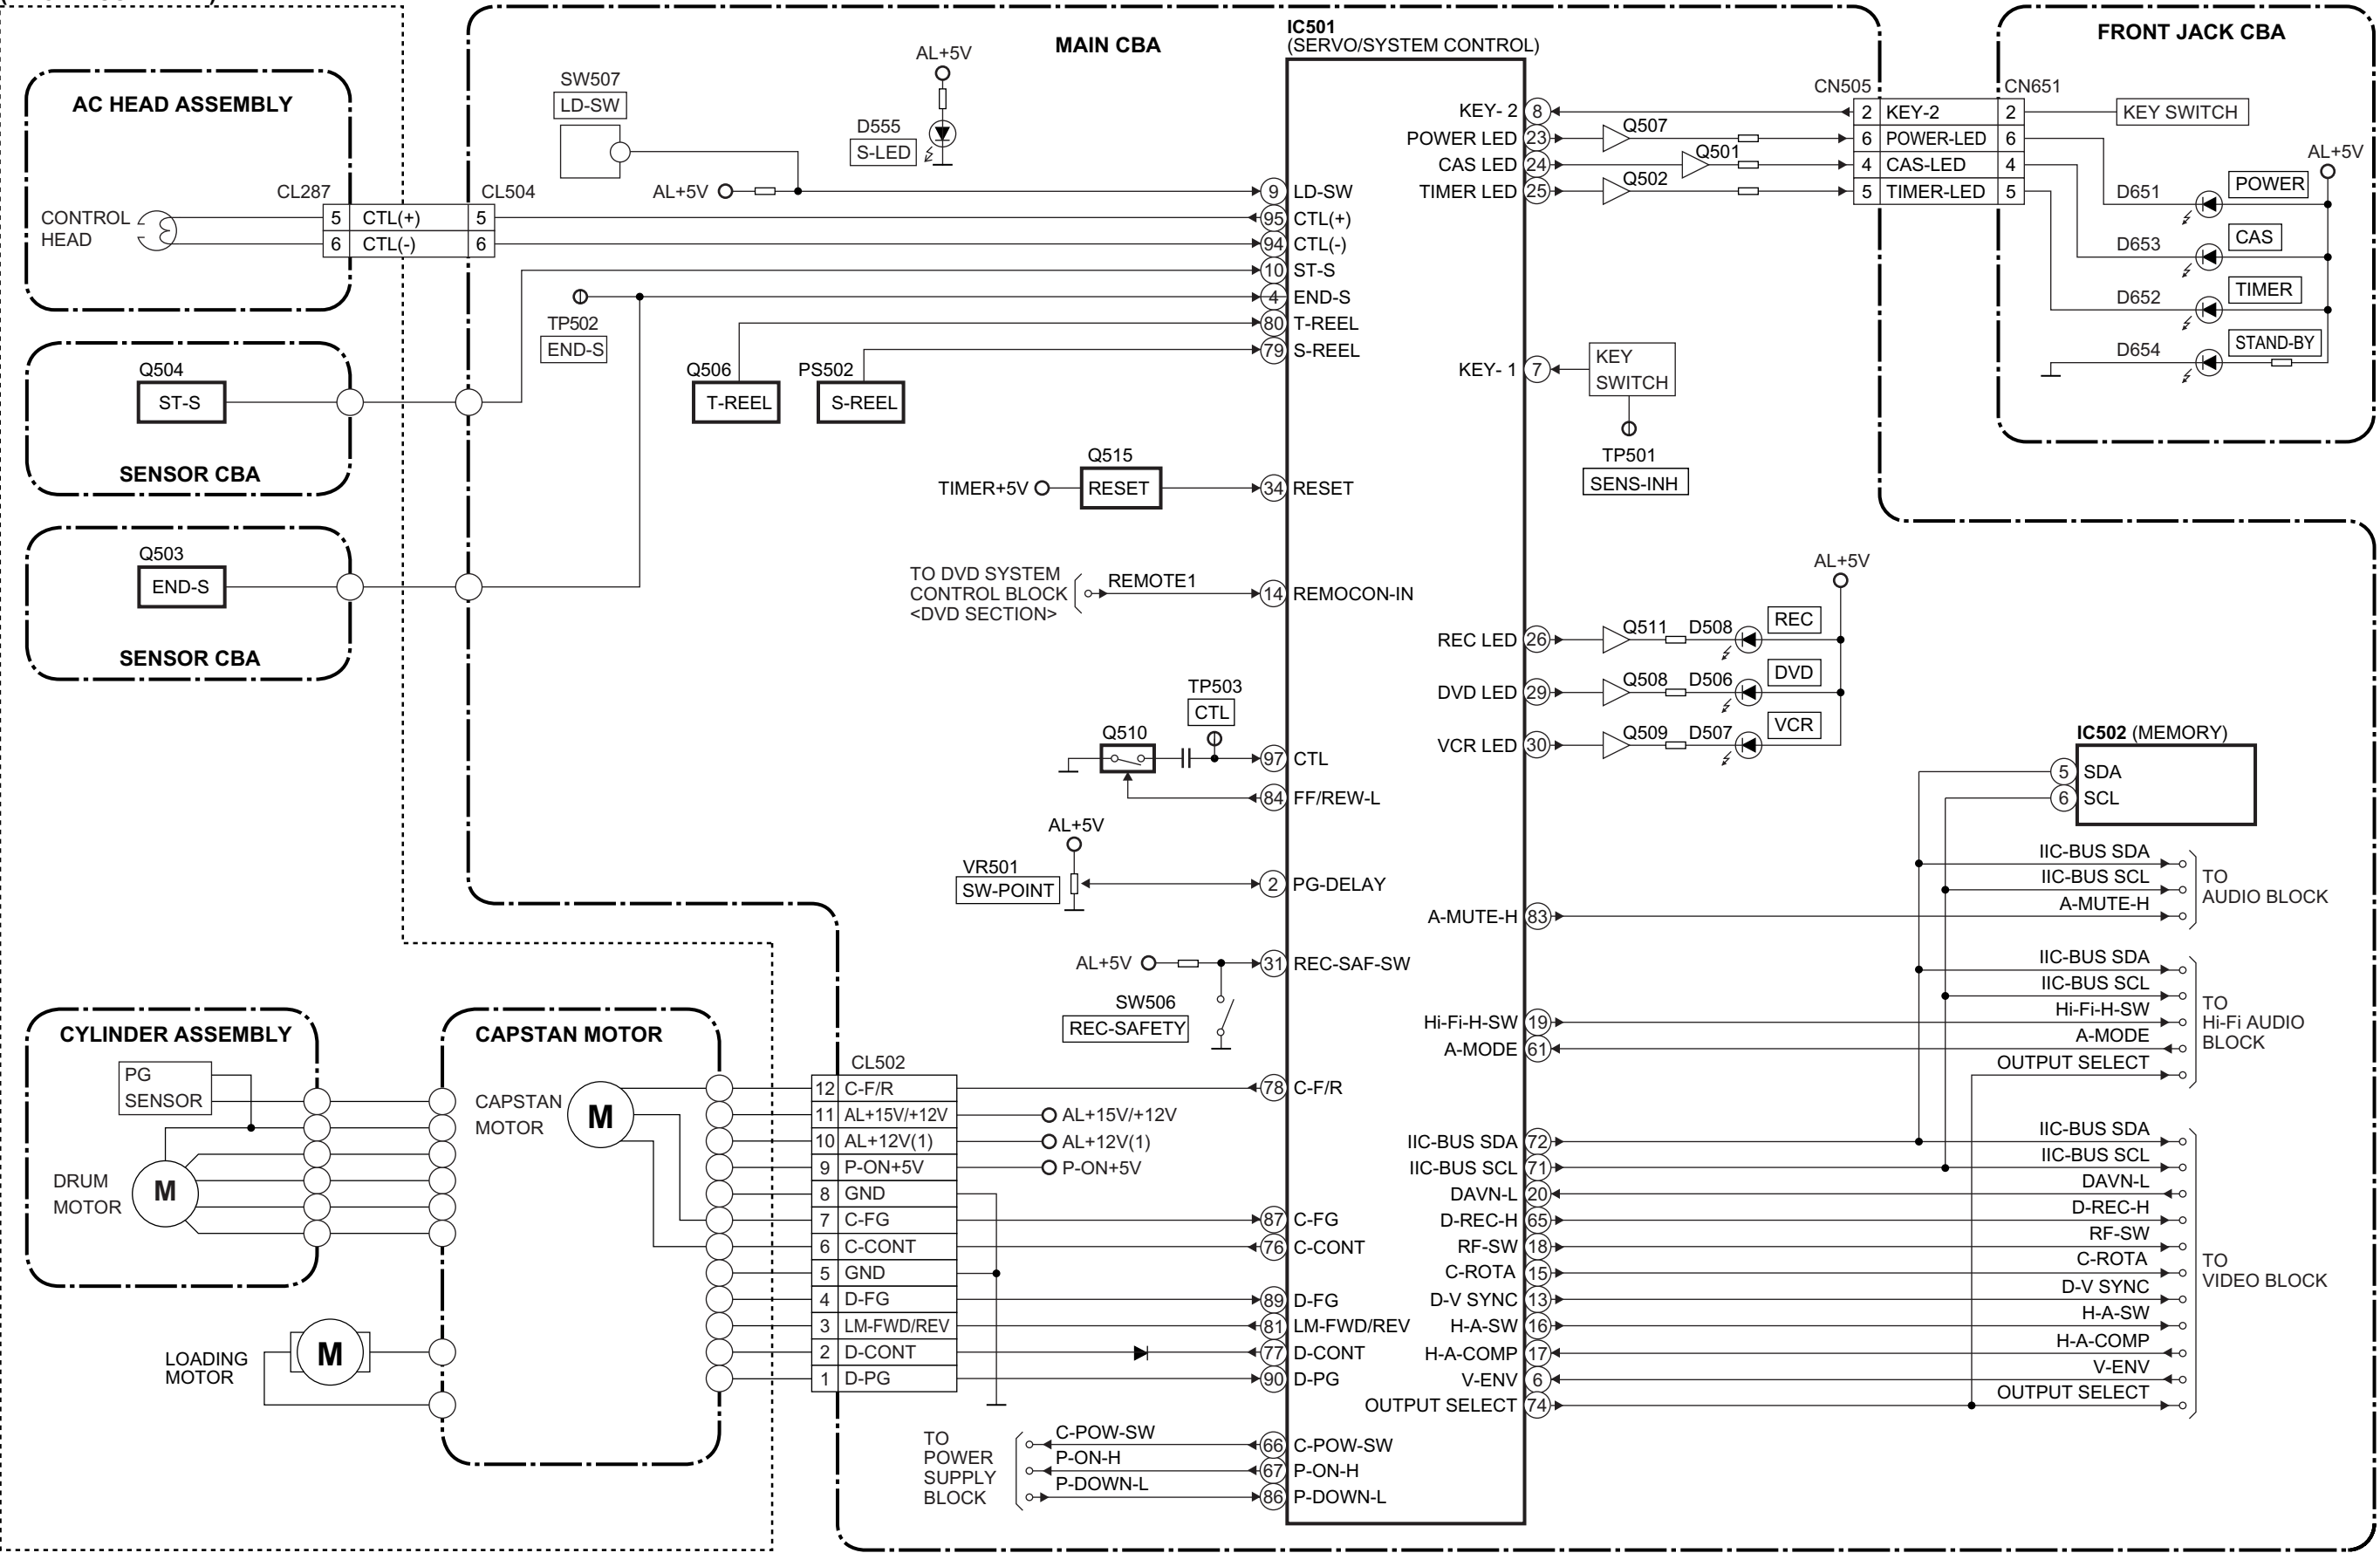 AC HEAD ASSEMBLY
CONTROL
HEAD
CL287
5 CTL(+) 5
6 CTL(-) 6
CL504
Q504
ST-S
SENSOR CBA
Q503
END-S
SENSOR CBA
MAIN CBA
SW507
LD-SW
AL+5V
D555
S-LED
AL+5V
TP502
END-S
Q506
T-REEL
PS502
S-REEL
Q515
TIMER+5V
RESET
TO DVD SYSTEM
CONTROL BLOCK
<DVD SECTION>
REMOTE1
TP503
CTL
Q510
AL+5V
VR501
SW-POINT
AL+5V
SW506
REC-SAFETY
IC501
(SERVO/SYSTEM CONTROL)
9 LD-SW
95 CTL(+)
94 CTL(-)
10 ST-S
4 END-S
80 T-REEL
79 S-REEL
34 RESET
14 REMOCON-IN
97 CTL
84 FF/REW-L
2 PG-DELAY
31 REC-SAF-SW
78 C-F/R
87 C-FG
76 C-CONT
89 D-FG
81 LM-FWD/REV
77 D-CONT
90 D-PG
66 C-POW-SW
67 P-ON-H
86 P-DOWN-L
KEY- 2 8
POWER LED 23
CAS LED 24
TIMER LED 25
KEY- 1 7
REC LED 26
DVD LED 29
VCR LED 30
A-MUTE-H 83
Hi-Fi-H-SW 19
A-MODE 61
IIC-BUS SDA 72
IIC-BUS SCL 71
DAVN-L 20
D-REC-H 65
RF-SW 18
C-ROTA 15
D-V SYNC 13
H-A-SW 16
H-A-COMP 17
V-ENV 6
OUTPUT SELECT 74
Q507
Q501
Q502
KEY
SWITCH
TP501
SENS-INH
AL+5V
Q511 D508 REC
Q508 D506 DVD
Q509 D507 VCR
FRONT JACK CBA
CN505
CN651
2 KEY-2 2
6 POWER-LED 6
4 CAS-LED 4
5 TIMER-LED 5
KEY SWITCH
AL+5V
D651 POWER
D653 CAS
D652 TIMER
D654 STAND-BY
IC502 (MEMORY)
5 SDA
6 SCL
IIC-BUS SDA
IIC-BUS SCL
A-MUTE-H
TO
AUDIO BLOCK
IIC-BUS SDA
IIC-BUS SCL
Hi-Fi-H-SW
A-MODE
OUTPUT SELECT
TO
Hi-Fi AUDIO
BLOCK
IIC-BUS SDA
IIC-BUS SCL
DAVN-L
D-REC-H
RF-SW
C-ROTA
D-V SYNC
H-A-SW
H-A-COMP
V-ENV
OUTPUT SELECT
TO
VIDEO BLOCK
CYLINDER ASSEMBLY
PG
SENSOR
DRUM
MOTOR
M
LOADING
MOTOR
M
CAPSTAN MOTOR
CAPSTAN
MOTOR
M
CL502
12 C-F/R
11 AL+15V/+12V
10 AL+12V(1)
9 P-ON+5V
8 GND
7 C-FG
6 C-CONT
5 GND
4 D-FG
3 LM-FWD/REV
2 D-CONT
1 D-PG
AL+15V/+12V
AL+12V(1)
P-ON+5V
TO
POWER
SUPPLY
BLOCK
C-POW-SW
P-ON-H
P-DOWN-L